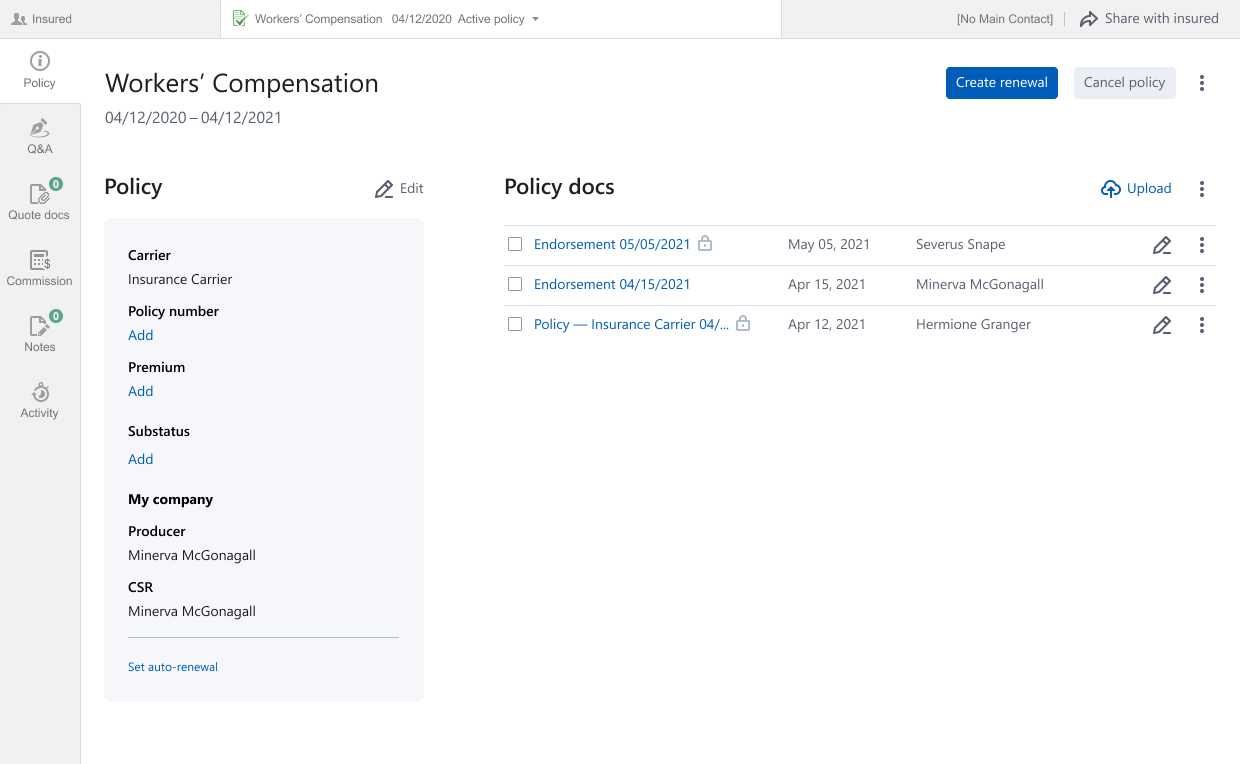 Insured
Workers’ Compensation 04/12/2020 Active policy
[No Main Contact]
Share with insured
Policy
Q&A
0
Quote docs
Commission
0
Notes
Activity
Workers’ Compensation
04/12/2020 – 04/12/2021
Create renewal
Cancel policy
Policy
Edit
Carrier
Insurance Carrier
Policy number
Add
Premium
Add
Substatus
Add
My company
Producer
Minerva McGonagall
CSR
Minerva McGonagall
Set auto-renewal
Policy docs
Upload
Endorsement 05/05/2021 May 05, 2021 Severus Snape
Endorsement 04/15/2021 Apr 15, 2021 Minerva McGonagall
Policy — Insurance Carrier 04/... Apr 12, 2021 Hermione Granger